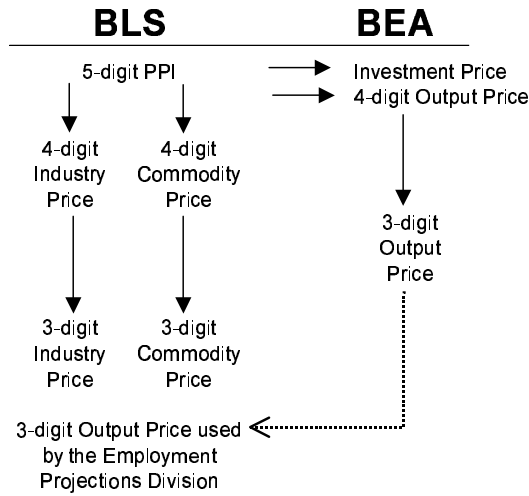 BLS
BEA
5-digit PPI
Investment Price
4-digit Output Price
4-digit
Industry
Price
4-digit
Commodity
Price
3-digit
Output
Price
3-digit
Industry
Price
3-digit
Commodity
Price
3-digit Output Price used
by the Employment
Projections Division